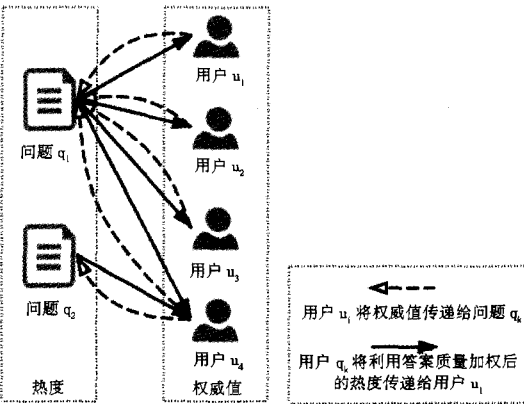 用户 u1
问题 q1
用户 u2
用户 u3
问题 q2
用户 u4
热度
权威值
用户 ui 将权威值传递给问题 qk
用户 qk 将利用答案质量加权后
的热度传递给用户 ui